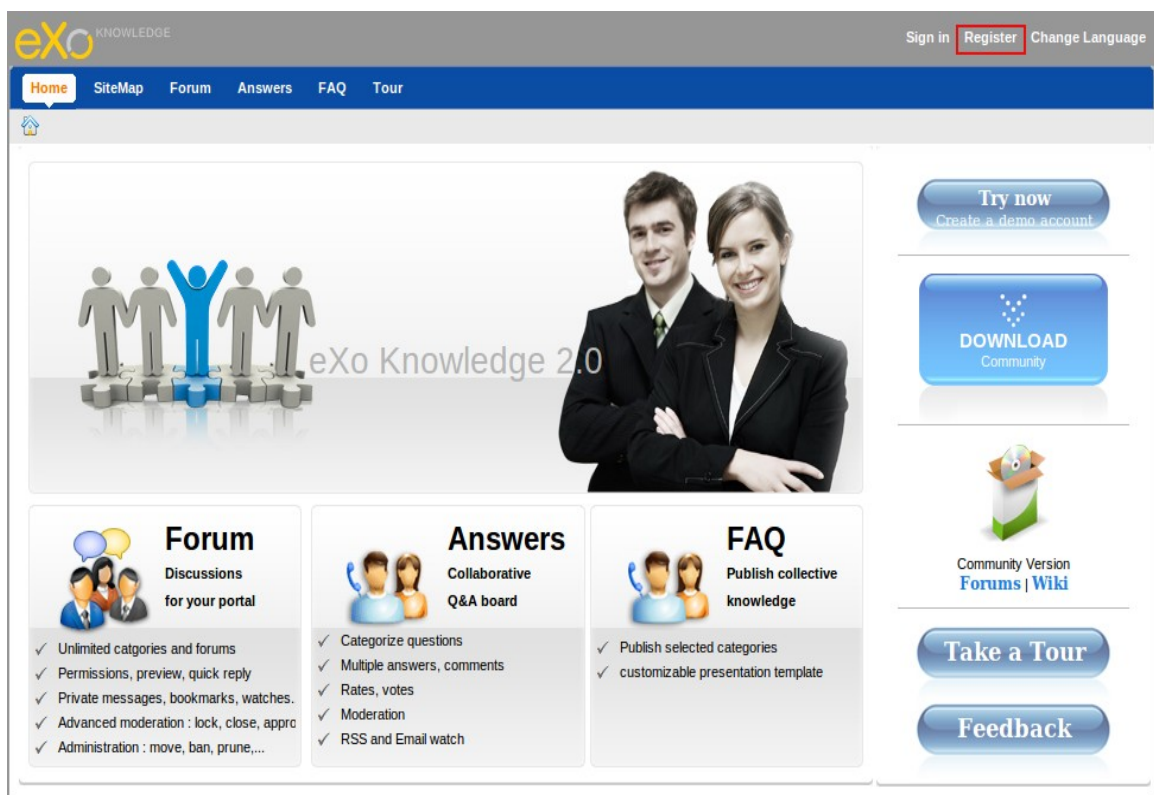 eXo KNOWLEDGE
Sign in Register Change Language
Home SiteMap Forum Answers FAQ Tour
eXo Knowledge 2.0
Try now
Create a demo account
DOWNLOAD
Community
Community Version
Forums | Wiki
Take a Tour
Feedback
Forum
Discussions
for your portal
Unlimited catgories and forums
Permissions, preview, quick reply
Private messages, bookmarks, watches.
Advanced moderation : lock, close, appro
Administration : move, ban, prune,...
Answers
Collaborative
Q&A board
Categorize questions
Multiple answers, comments
Rates, votes
Moderation
RSS and Email watch
FAQ
Publish collective
knowledge
Publish selected categories
customizable presentation template